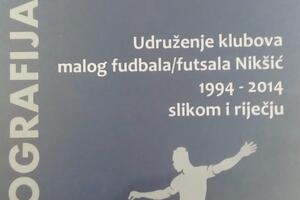 OGRAFIJA
Udruženje klubova
malog fudbala/futsala Nikšić
1994 - 2014
slikom i riječju